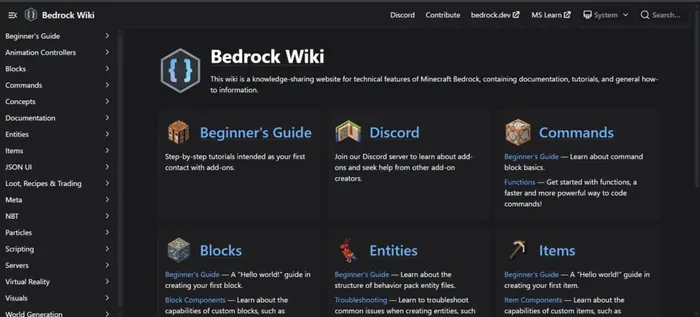 Bedrock Wiki
Discord
Contribute
bedrock.dev
MS Learn
System
Search...
Beginner's Guide
Animation Controllers
Blocks
Commands
Concepts
Documentation
Entities
Items
JSON UI
Loot, Recipes & Trading
Meta
NBT
Particles
Scripting
Servers
Virtual Reality
Visuals
World Generation
Bedrock Wiki
This wiki is a knowledge-sharing website for technical features of Minecraft Bedrock, containing documentation, tutorials, and general how-
to information.
Beginner's Guide
Step-by-step tutorials intended as your first
contact with add-ons.
Discord
Join our Discord server to learn about add-
ons and seek help from other add-on
creators.
Commands
Beginner's Guide — Learn about command
block basics.
Functions — Get started with functions, a
faster and more powerful way to code
commands!
Blocks
Beginner's Guide — A "Hello world!" guide in
creating your first block.
Block Components — Learn about the
capabilities of custom blocks, such as
Entities
Beginner's Guide — Learn about the
structure of behavior pack entity files.
Troubleshooting — Learn to troubleshoot
common issues when creating entities, such
Items
Beginner's Guide — A "Hello world!" guide in
creating your first item.
Item Components — Learn about the
capabilities of custom items, such as